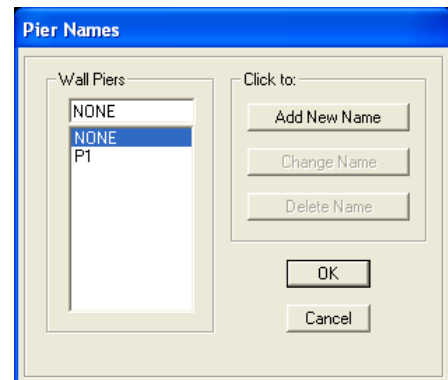 Pier Names
Wall Piers
NONE
NONE
P1
Click to:
Add New Name
Change Name
Delete Name
OK
Cancel